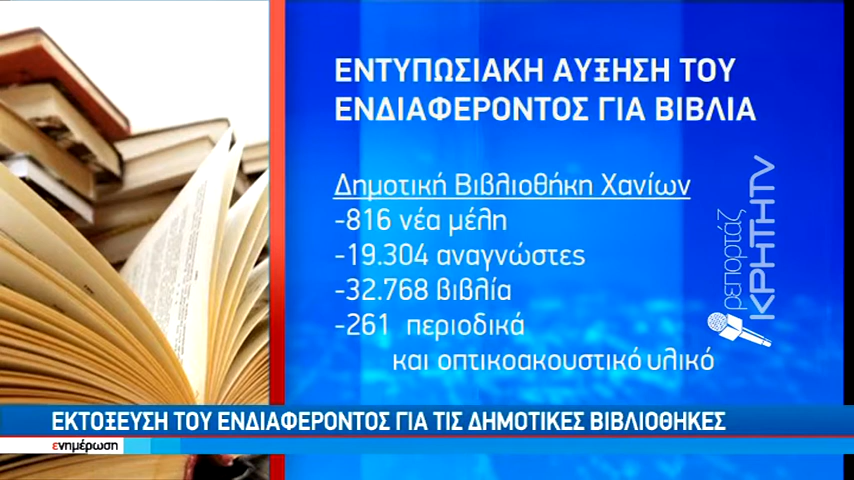 ΕΝΤΥΠΩΣΙΑΚΗ ΑΥΞΗΣΗ ΤΟΥ
ΕΝΔΙΑΦΕΡΟΝΤΟΣ ΓΙΑ ΒΙΒΛΙΑ
Δημοτική Βιβλιοθήκη Χανίων
-816 νέα μέλη
-19.304 αναγνώστες
-32.768 βιβλία
-261 περιοδικά
και οπτικοακουστικό υλικό
ρεπορτάζ
ΚΡΗΤΗTV
ΕΚΤΟΞΕΥΣΗ ΤΟΥ ΕΝΔΙΑΦΕΡΟΝΤΟΣ ΓΙΑ ΤΙΣ ΔΗΜΟΤΙΚΕΣ ΒΙΒΛΙΟΘΗΚΕΣ
ενημέρωση